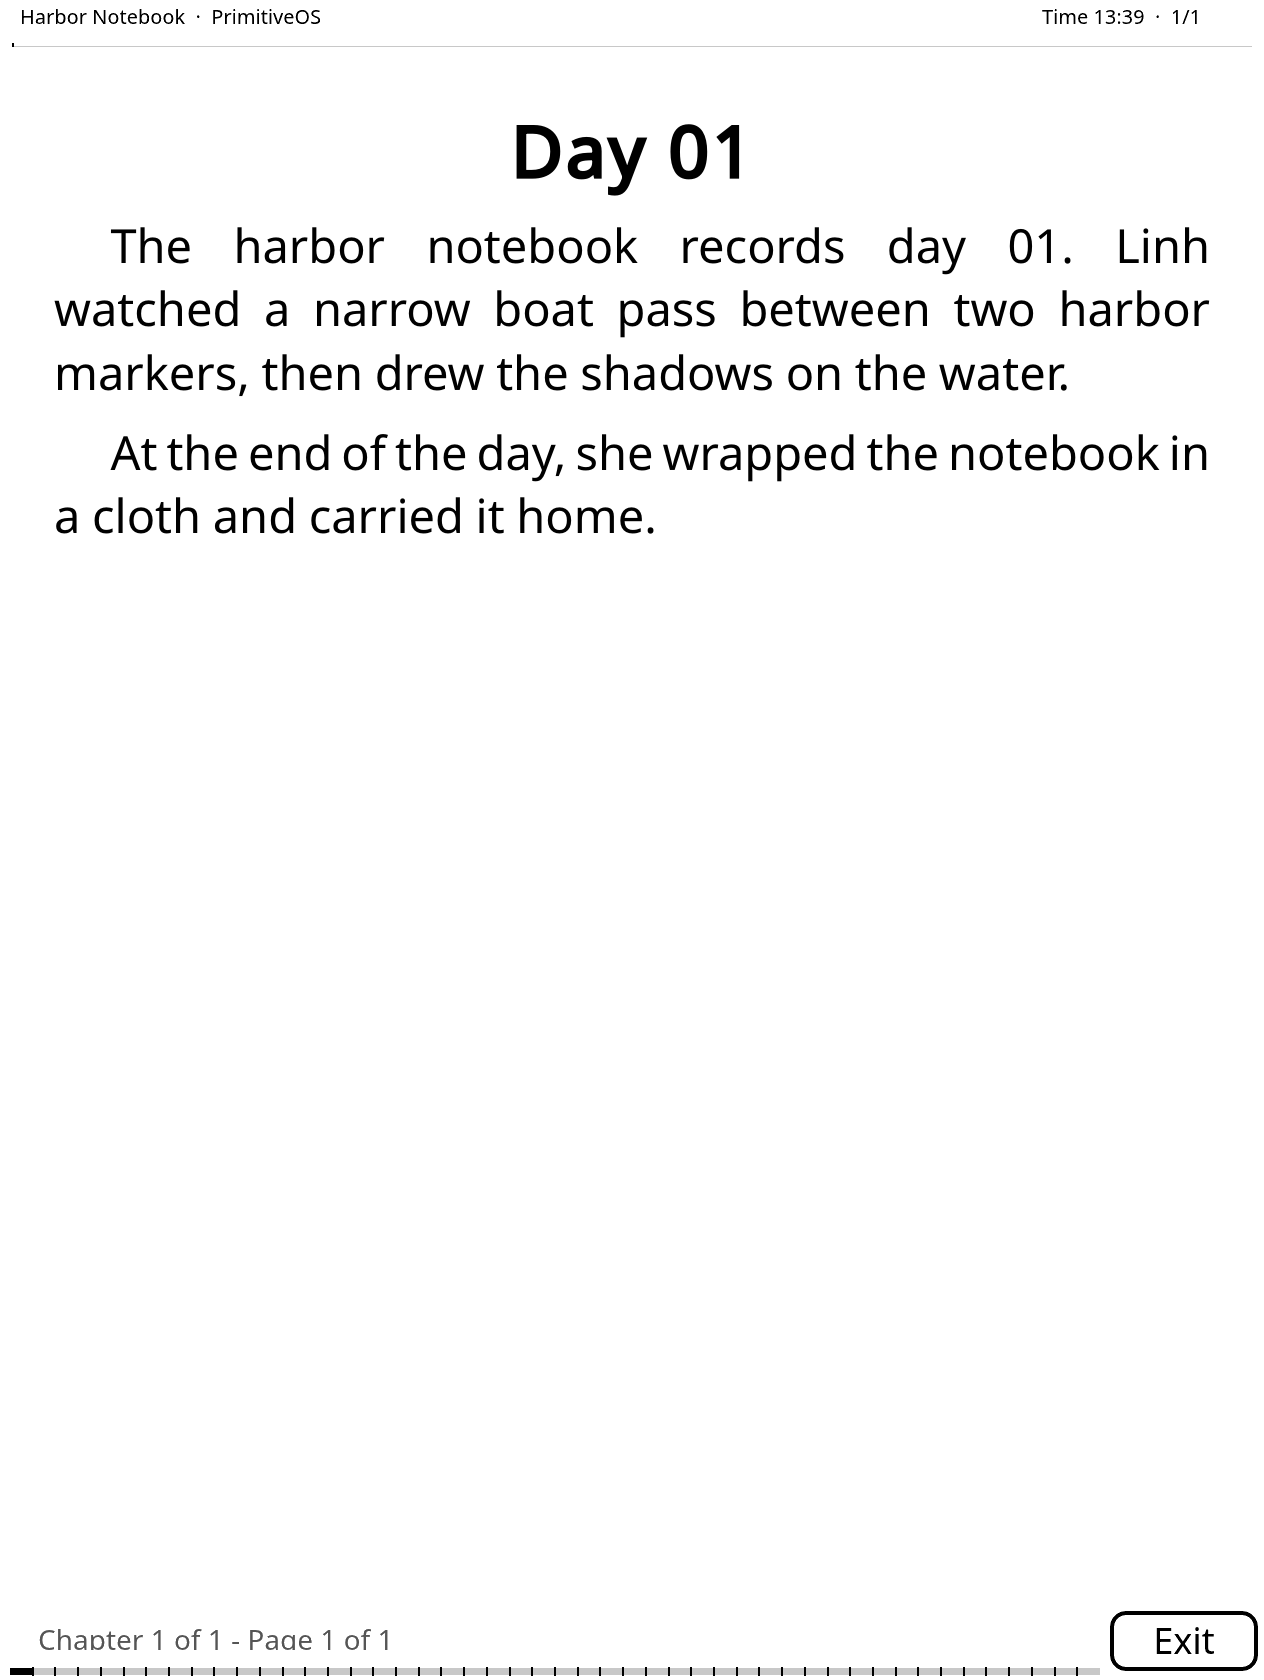 Harbor Notebook · PrimitiveOS
Time 13:39 · 1/1
Day 01
The harbor notebook records day 01. Linh
watched a narrow boat pass between two harbor
markers, then drew the shadows on the water.
At the end of the day, she wrapped the notebook in
a cloth and carried it home.
Chapter 1 of 1 - Page 1 of 1
Exit